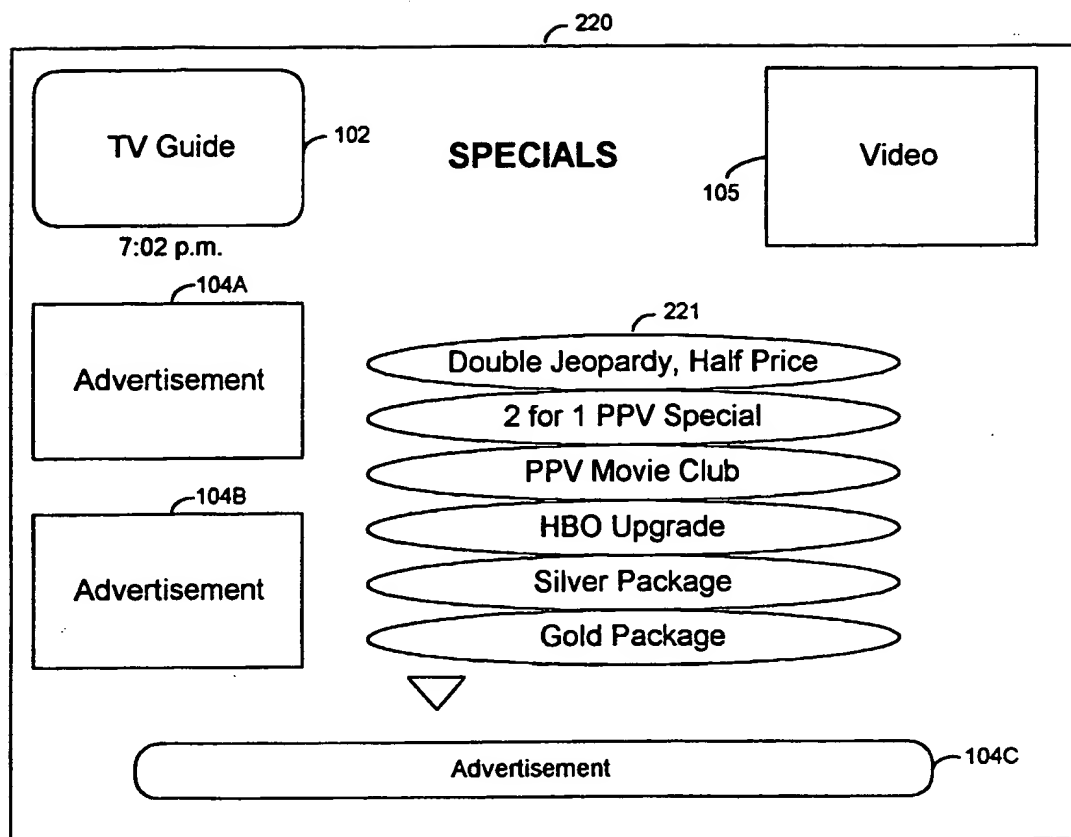 220
TV Guide
102
SPECIALS
Video
105
7:02 p.m.
104A
Advertisement
221
Double Jeopardy, Half Price
2 for 1 PPV Special
PPV Movie Club
104B
HBO Upgrade
Advertisement
Silver Package
Gold Package
Advertisement
104C